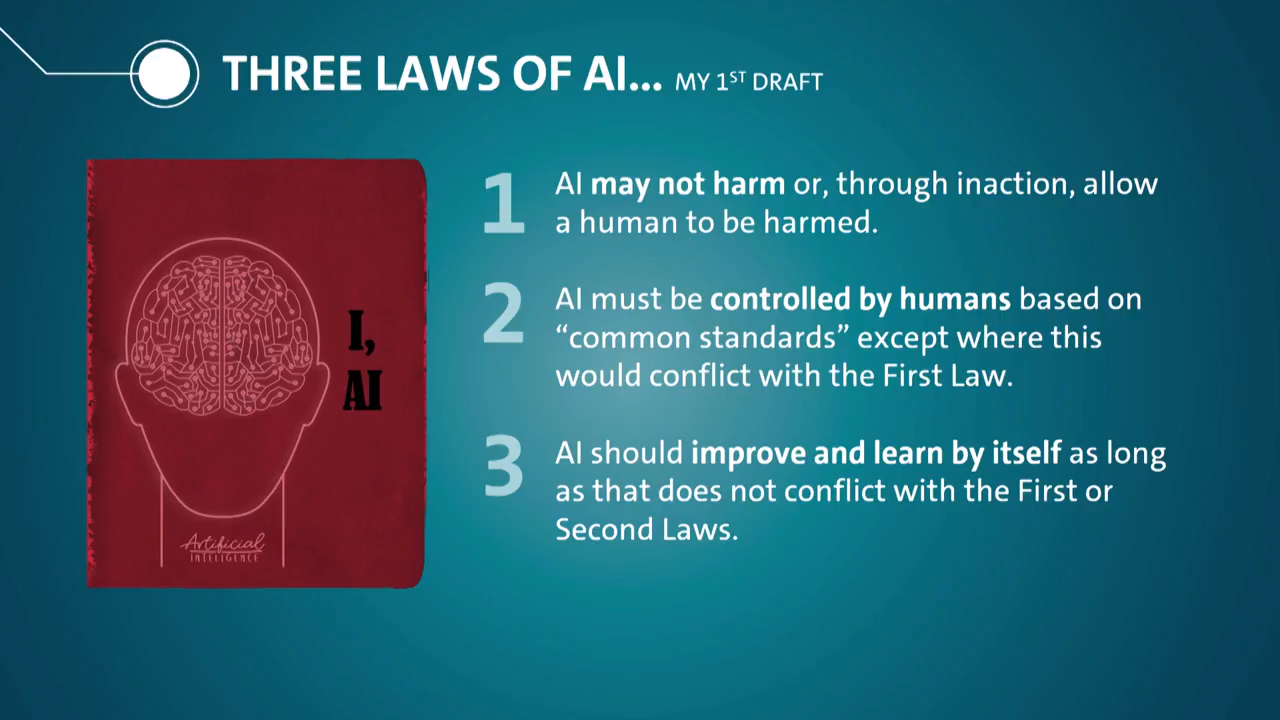 THREE LAWS OF AI... MY 1ST DRAFT
I,
AI
Artificial
INTELLIGENCE
1 AI may not harm or, through inaction, allow
a human to be harmed.
2 AI must be controlled by humans based on
“common standards” except where this
would conflict with the First Law.
3 AI should improve and learn by itself as long
as that does not conflict with the First or
Second Laws.